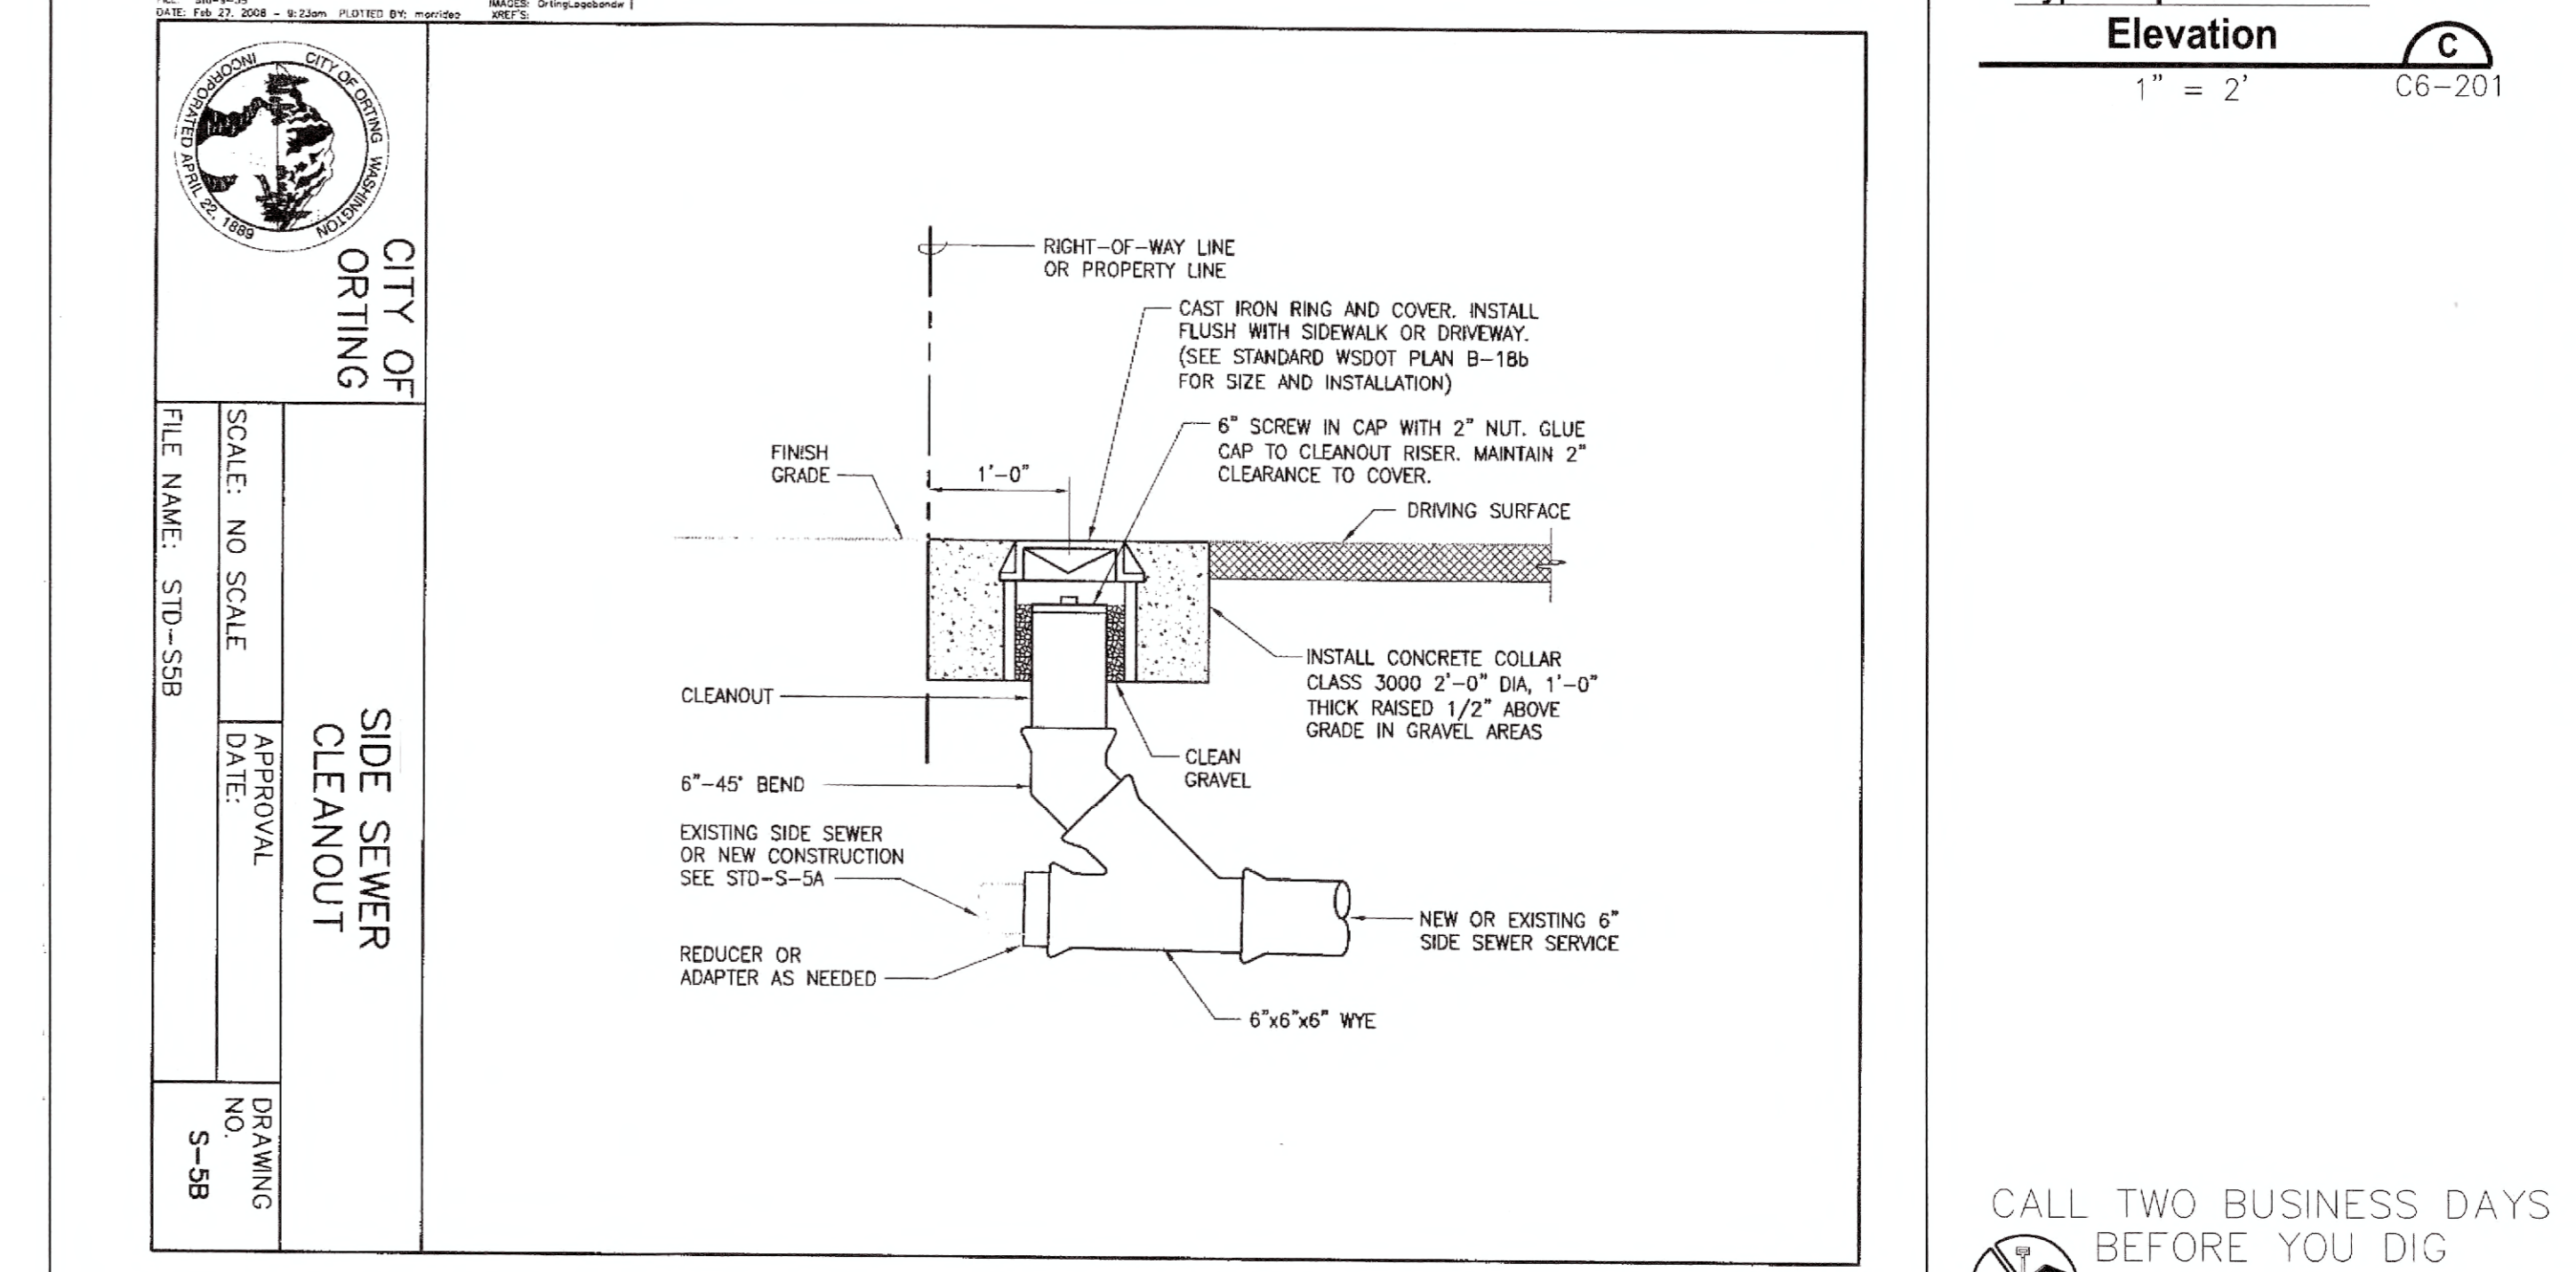 DATE: Feb 27, 2008 - 9:23am PLOTTED BY: morrideo
XREF'S:
CITY OF ORTING WASHINGTON
INCORPORATED APRIL 22, 1889
CITY OF
ORTING
SIDE SEWER
CLEANOUT
SCALE: NO SCALE
APPROVAL
DATE:
FILE NAME: STD-S5B
DRAWING
NO.
S-5B
RIGHT-OF-WAY LINE
OR PROPERTY LINE
CAST IRON RING AND COVER. INSTALL
FLUSH WITH SIDEWALK OR DRIVEWAY.
(SEE STANDARD WSDOT PLAN B-18b
FOR SIZE AND INSTALLATION)
6" SCREW IN CAP WITH 2" NUT. GLUE
CAP TO CLEANOUT RISER. MAINTAIN 2"
CLEARANCE TO COVER.
FINISH
GRADE
1'-0"
DRIVING SURFACE
INSTALL CONCRETE COLLAR
CLASS 3000 2'-0" DIA, 1'-0"
THICK RAISED 1/2" ABOVE
GRADE IN GRAVEL AREAS
CLEANOUT
CLEAN
GRAVEL
6"-45° BEND
EXISTING SIDE SEWER
OR NEW CONSTRUCTION
SEE STD-S-5A
NEW OR EXISTING 6"
SIDE SEWER SERVICE
REDUCER OR
ADAPTER AS NEEDED
6"x6"x6" WYE
Elevation
C
1" = 2'
C6-201
CALL TWO BUSINESS DAYS
BEFORE YOU DIG